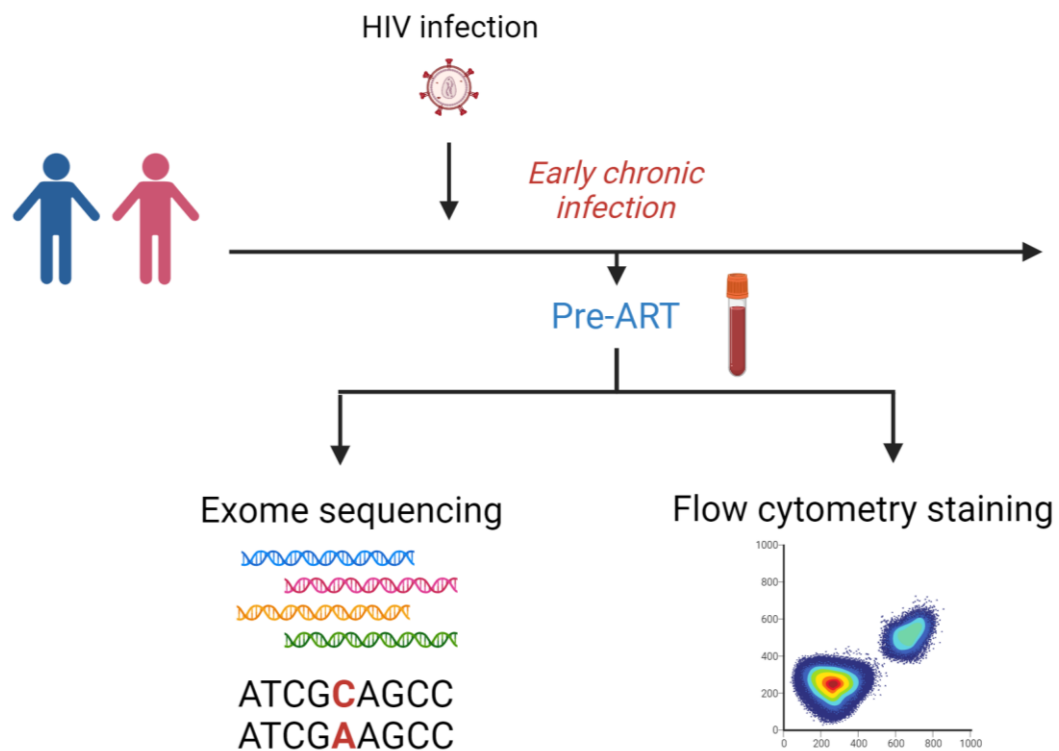 HIV infection
Early chronic
infection
Pre-ART
Exome sequencing
Flow cytometry staining
ATCGCAGCC
ATCGAAGCC
1000
800
600
400
200
0
0 200 400 600 800 1000